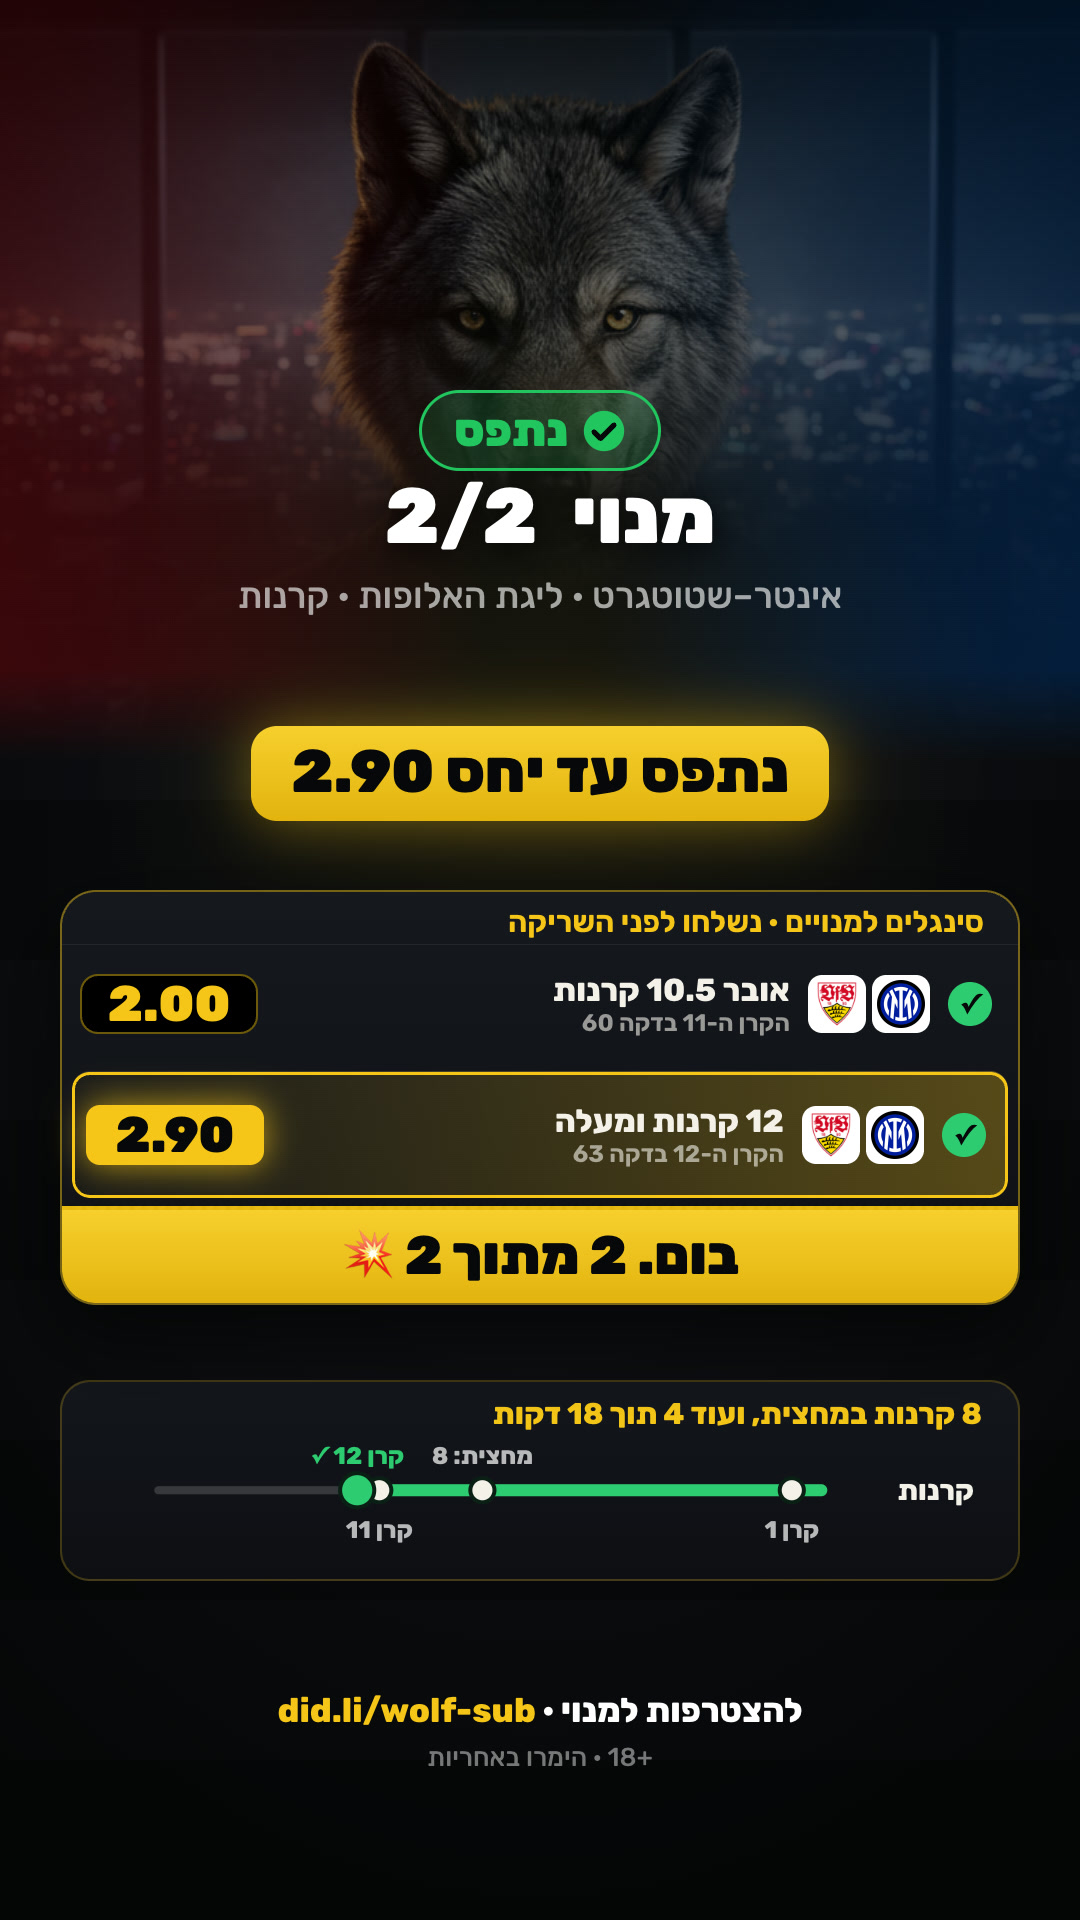 נתפס
מנוי 2/2
אינטר–שטוטגרט • ליגת האלופות • קרנות
נתפס עד יחס 2.90
סינגלים למנויים • נשלחו לפני השריקה
אובר 10.5 קרנות
2.00
הקרן ה-11 בדקה 60
12 קרנות ומעלה
2.90
הקרן ה-12 בדקה 63
בום. 2 מתוך 2 💥
8 קרנות במחצית, ועוד 4 תוך 18 דקות
מחצית: 8
קרן 12 ✓
קרנות
קרן 1
קרן 11
להצטרפות למנוי • did.li/wolf-sub
18+ • הימרו באחריות